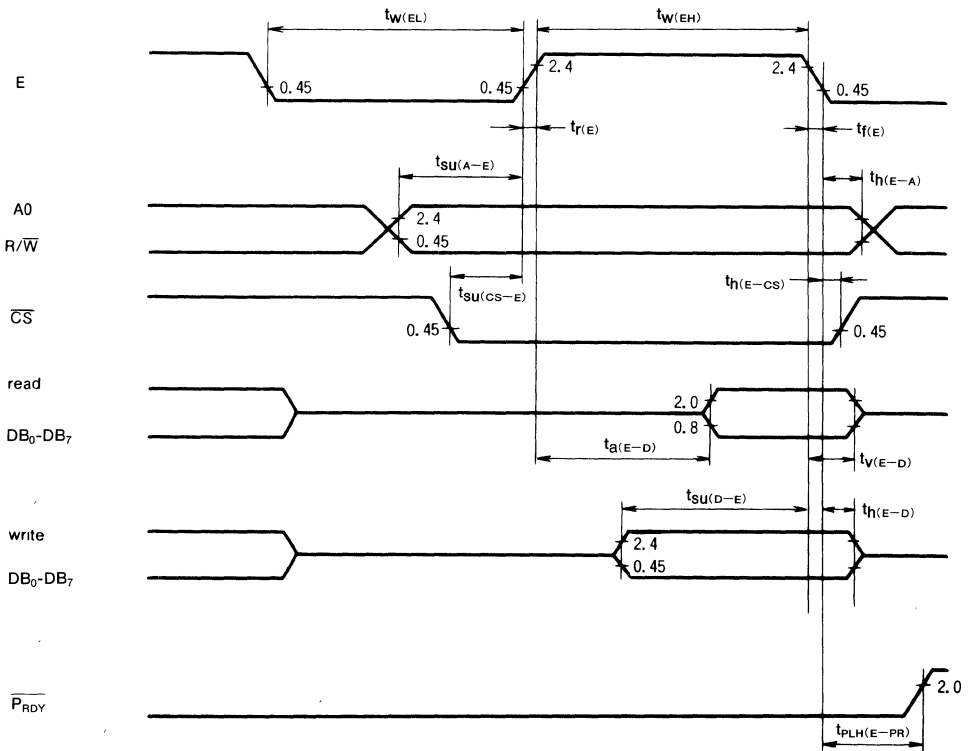 tW(EL) tW(EH)
E 0.45 0.45 2.4 2.4 0.45
tr(E) tf(E)
tsu(A-E) th(E-A)
A0 2.4
R/W̅ 0.45
tsu(CS-E) th(E-CS)
C̅S̅ 0.45 0.45
read 2.0
DB0-DB7 0.8
ta(E-D) tv(E-D)
tsu(D-E) th(E-D)
write 2.4
DB0-DB7 0.45
P̅R̅D̅Y̅ 2.0
tPLH(E-PR)